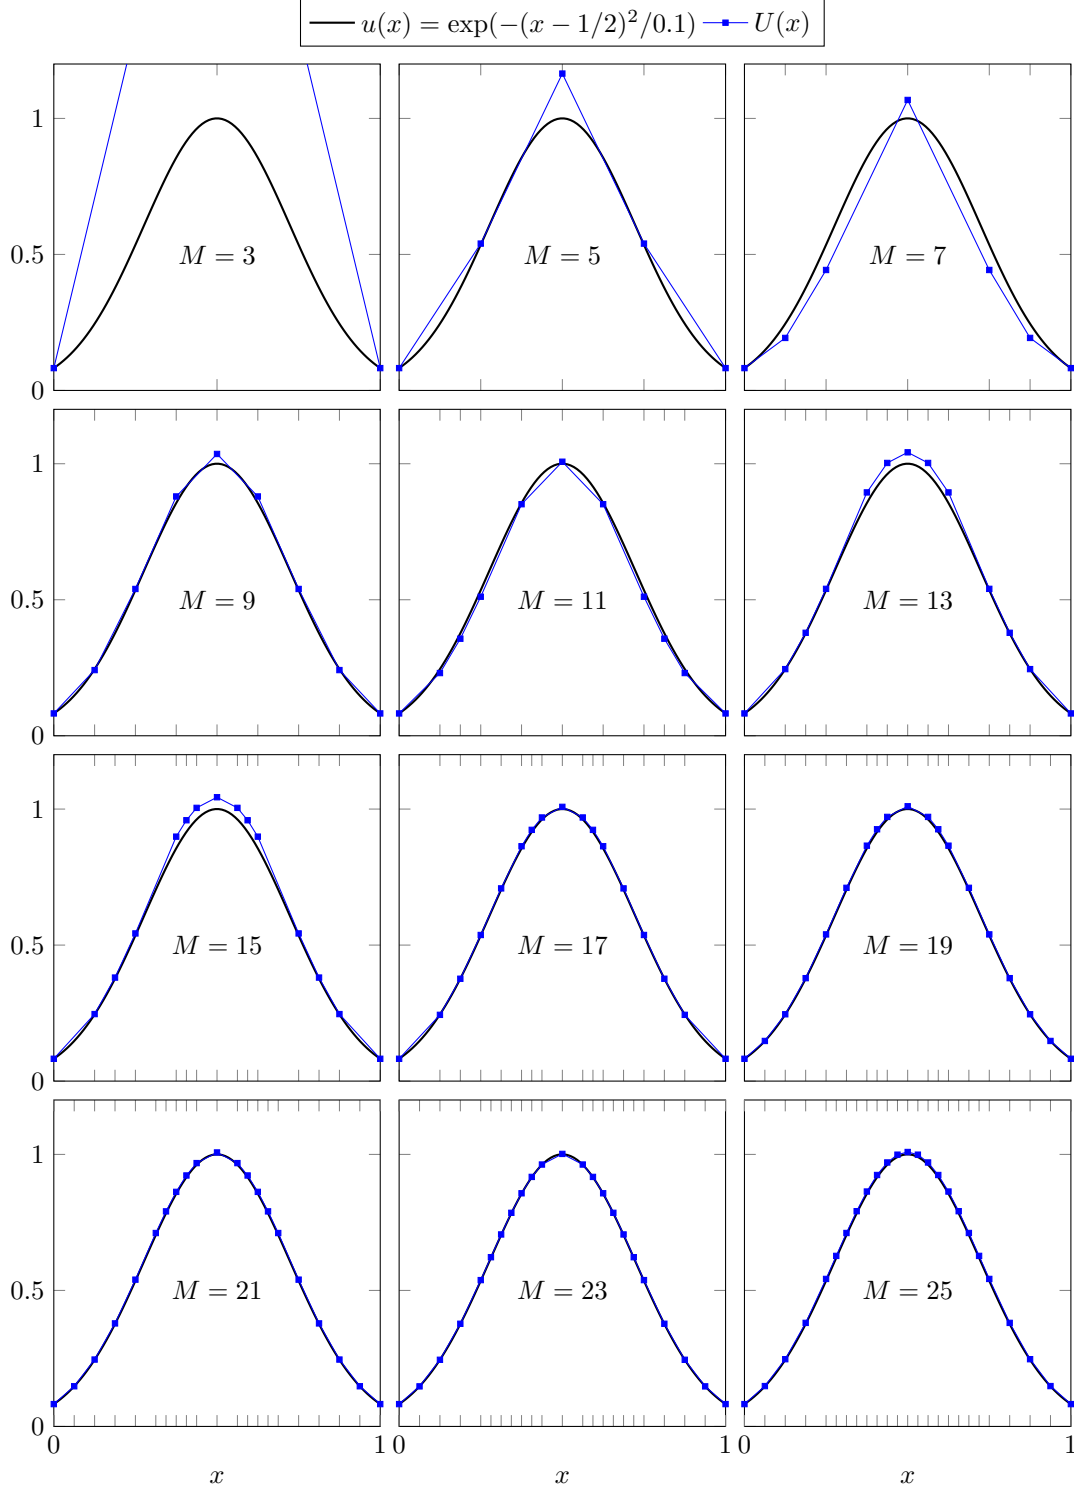 u(x) = exp(−(x − 1/2)²/0.1) U(x)
1
0.5
0
M = 3
M = 5
M = 7
1
0.5
0
M = 9
M = 11
M = 13
1
0.5
0
M = 15
M = 17
M = 19
1
0.5
0
M = 21
M = 23
M = 25
0 1 0 1
x x x